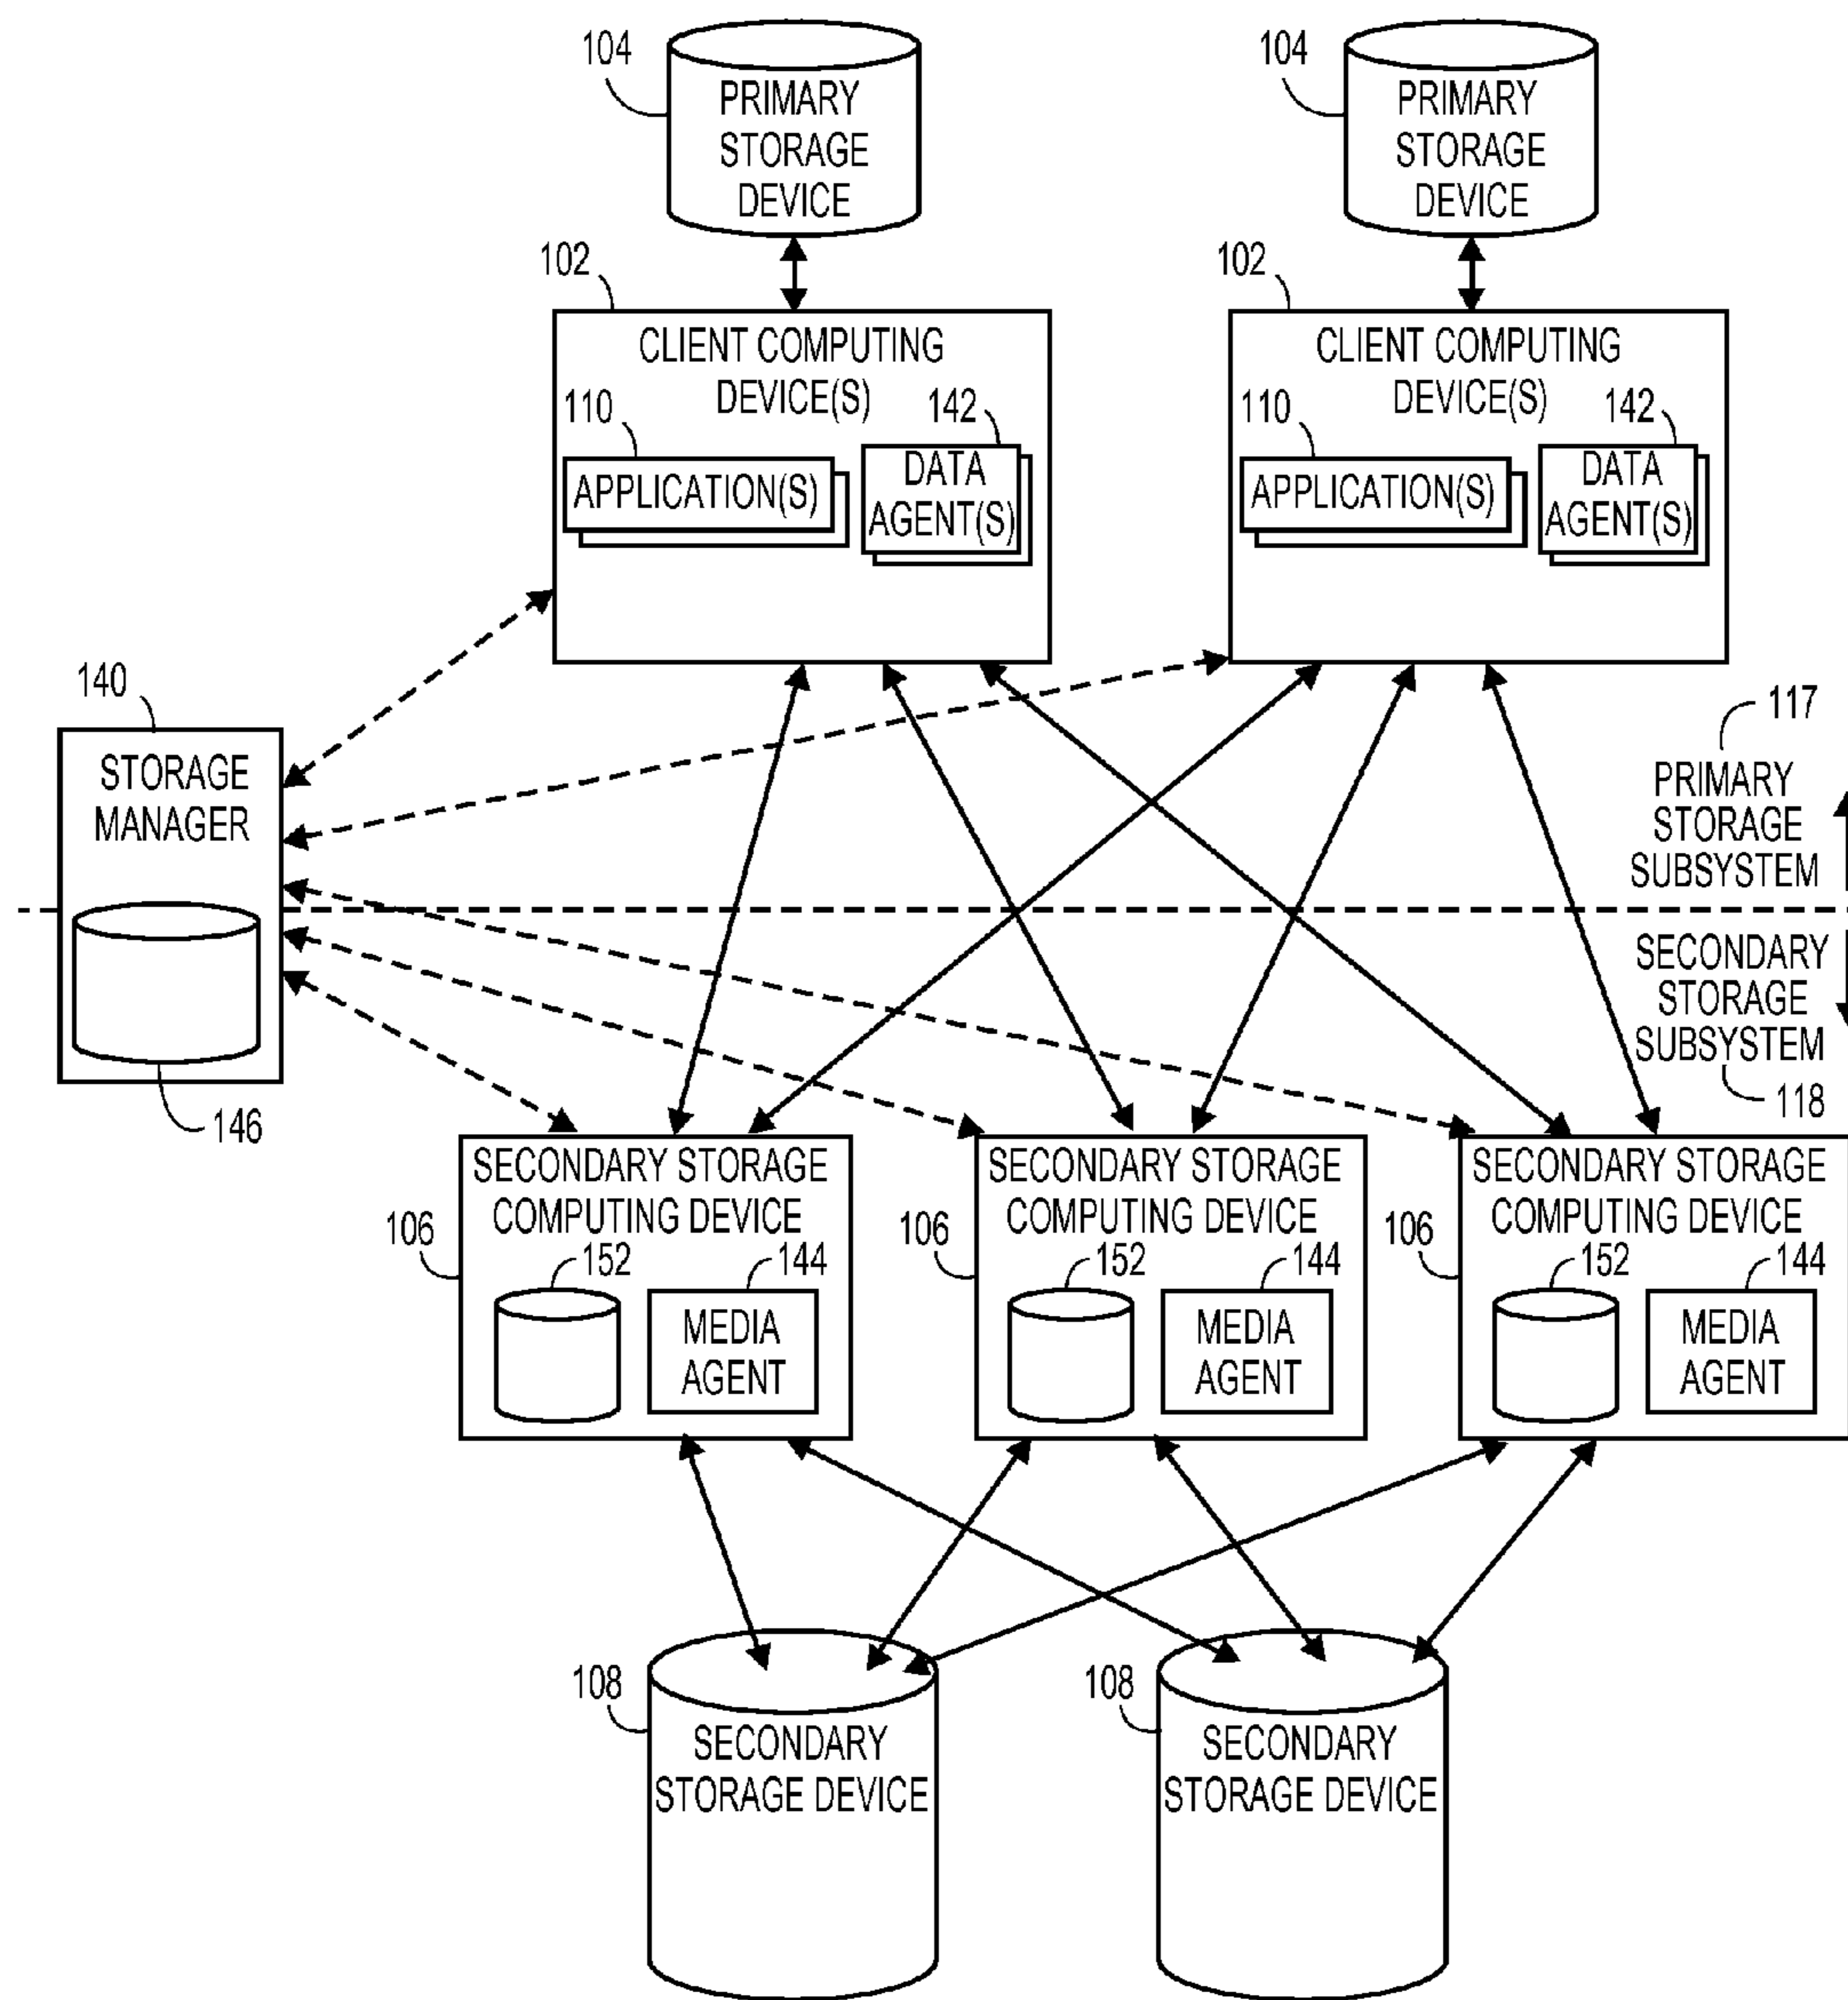 104
PRIMARY
STORAGE
DEVICE
104
PRIMARY
STORAGE
DEVICE
102
CLIENT COMPUTING
DEVICE(S)
110
142
APPLICATION(S)
DATA
AGENT(S)
102
CLIENT COMPUTING
DEVICE(S)
110
142
APPLICATION(S)
DATA
AGENT(S)
140
STORAGE
MANAGER
146
117
PRIMARY
STORAGE
SUBSYSTEM
SECONDARY
STORAGE
SUBSYSTEM
118
SECONDARY STORAGE
COMPUTING DEVICE
106
152
144
MEDIA
AGENT
SECONDARY STORAGE
COMPUTING DEVICE
106
152
144
MEDIA
AGENT
SECONDARY STORAGE
COMPUTING DEVICE
106
152
144
MEDIA
AGENT
108
SECONDARY
STORAGE DEVICE
108
SECONDARY
STORAGE DEVICE